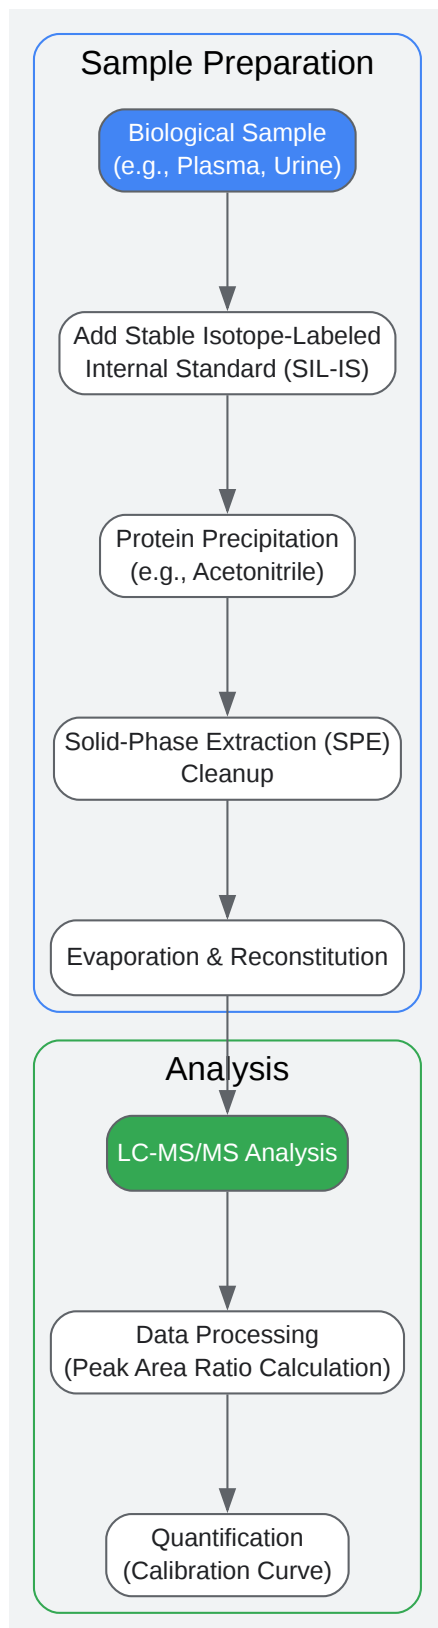 Sample Preparation
Biological Sample
(e.g., Plasma, Urine)
Add Stable Isotope-Labeled
Internal Standard (SIL-IS)
Protein Precipitation
(e.g., Acetonitrile)
Solid-Phase Extraction (SPE)
Cleanup
Evaporation & Reconstitution
Analysis
LC-MS/MS Analysis
Data Processing
(Peak Area Ratio Calculation)
Quantification
(Calibration Curve)